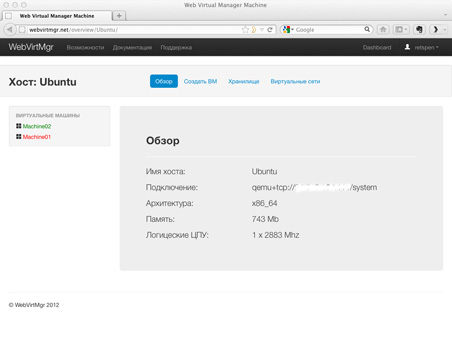 Web Virtual Manager Machine
Web Virtual Manager Machine
webvirtmgr.net/overview/Ubuntu/
Google
WebVirtMgr Возможности Документация Поддержка Dashboard retspen
Хост: Ubuntu
Обзор Создать ВМ Хранилище Виртуальные сети
ВИРТУАЛЬНЫЕ МАШИНЫ
Machine02
Machine01
Обзор
Имя хоста: Ubuntu
Подключение: qemu+tcp:// /system
Архитектура: x86_64
Память: 743 Mb
Логицеские ЦПУ: 1 x 2883 Mhz
© WebVirtMgr 2012